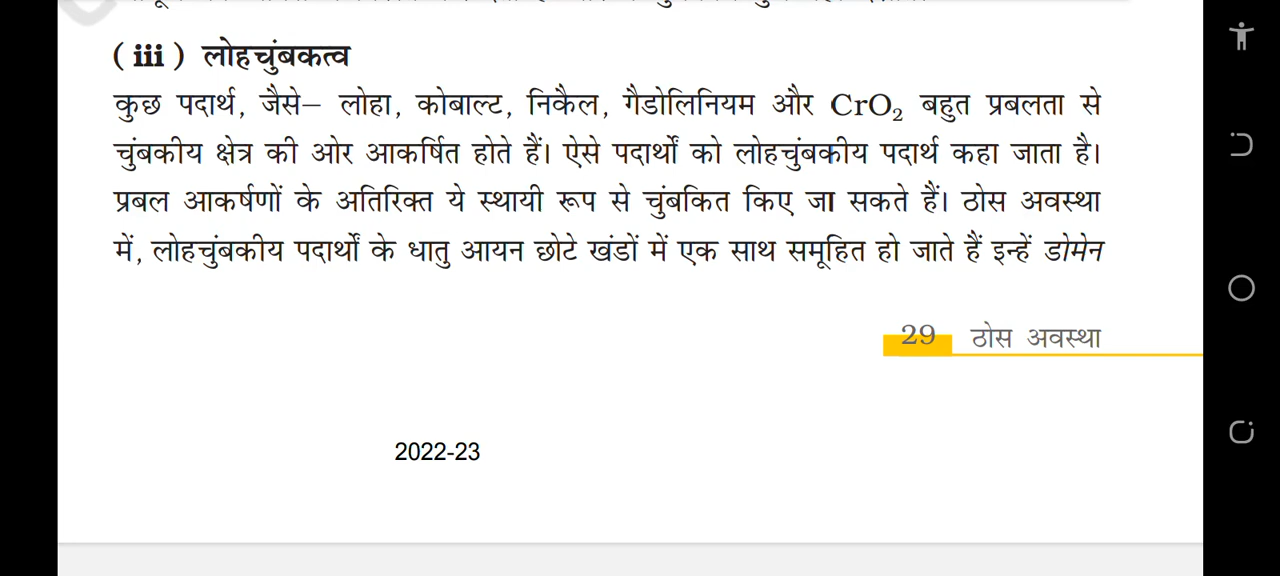 ( iii ) लोहचुंबकत्व
कुछ पदार्थ, जैसे– लोहा, कोबाल्ट, निकैल, गैडोलिनियम और CrO₂ बहुत प्रबलता से
चुंबकीय क्षेत्र की ओर आकर्षित होते हैं। ऐसे पदार्थों को लोहचुंबकीय पदार्थ कहा जाता है।
प्रबल आकर्षणों के अतिरिक्त ये स्थायी रूप से चुंबकित किए जा सकते हैं। ठोस अवस्था
में, लोहचुंबकीय पदार्थों के धातु आयन छोटे खंडों में एक साथ समूहित हो जाते हैं इन्हें डोमेन
29 ठोस अवस्था
2022-23